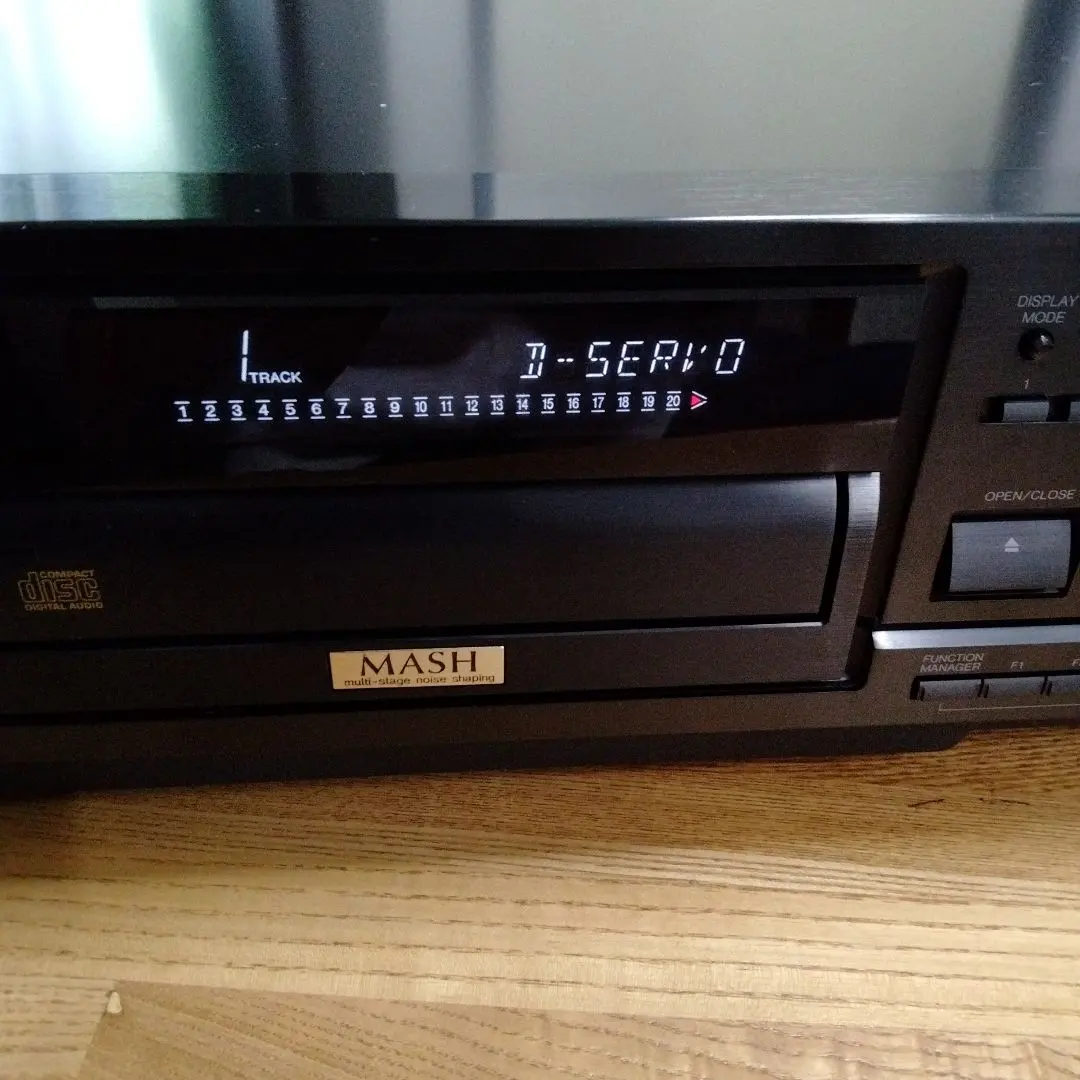 DISPLAY
MODE
1
1 TRACK D-SERVO
1 2 3 4 5 6 7 8 9 10 11 12 13 14 15 16 17 18 19 20
OPEN/CLOSE
COMPACT
disc
DIGITAL AUDIO
MASH
multi-stage noise shaping
FUNCTION
MANAGER
F1